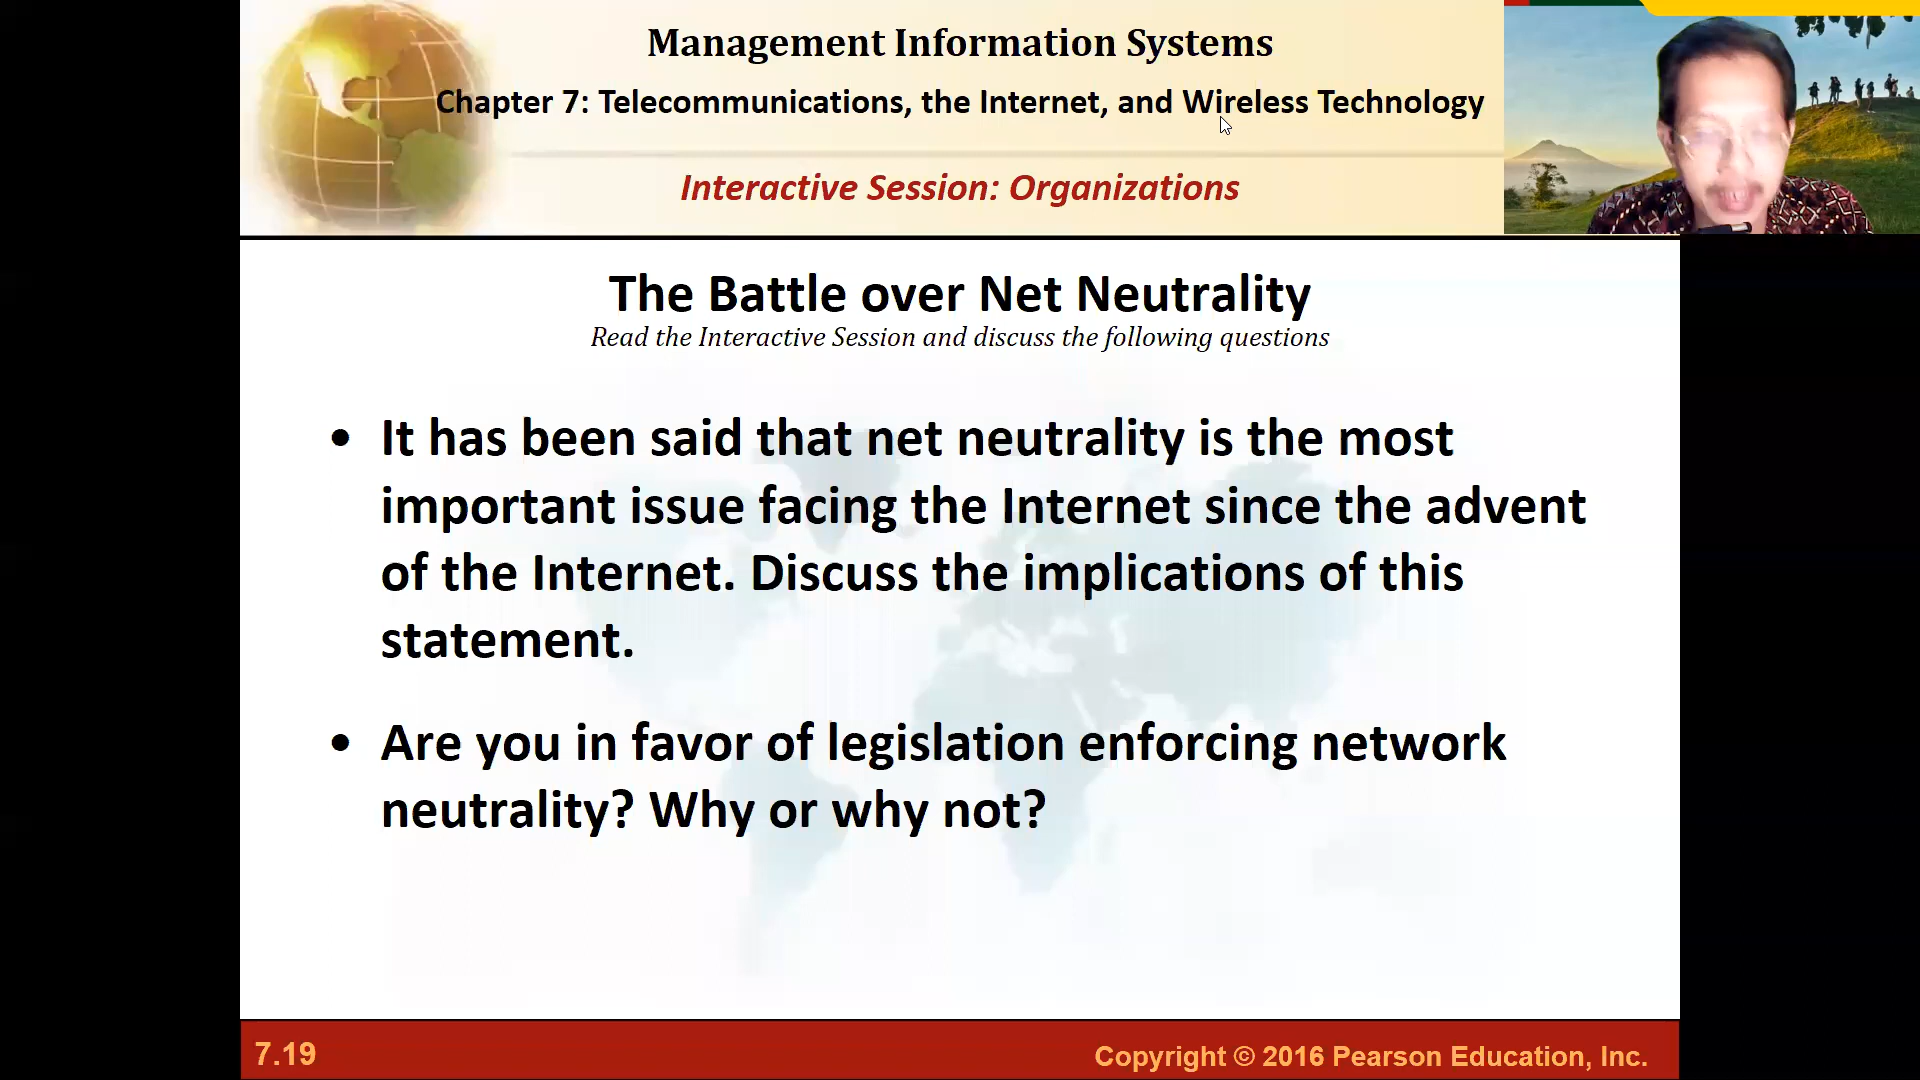 Management Information Systems
Chapter 7: Telecommunications, the Internet, and Wireless Technology
Interactive Session: Organizations
The Battle over Net Neutrality
Read the Interactive Session and discuss the following questions
• It has been said that net neutrality is the most
important issue facing the Internet since the advent
of the Internet. Discuss the implications of this
statement.
• Are you in favor of legislation enforcing network
neutrality? Why or why not?
7.19
Copyright © 2016 Pearson Education, Inc.